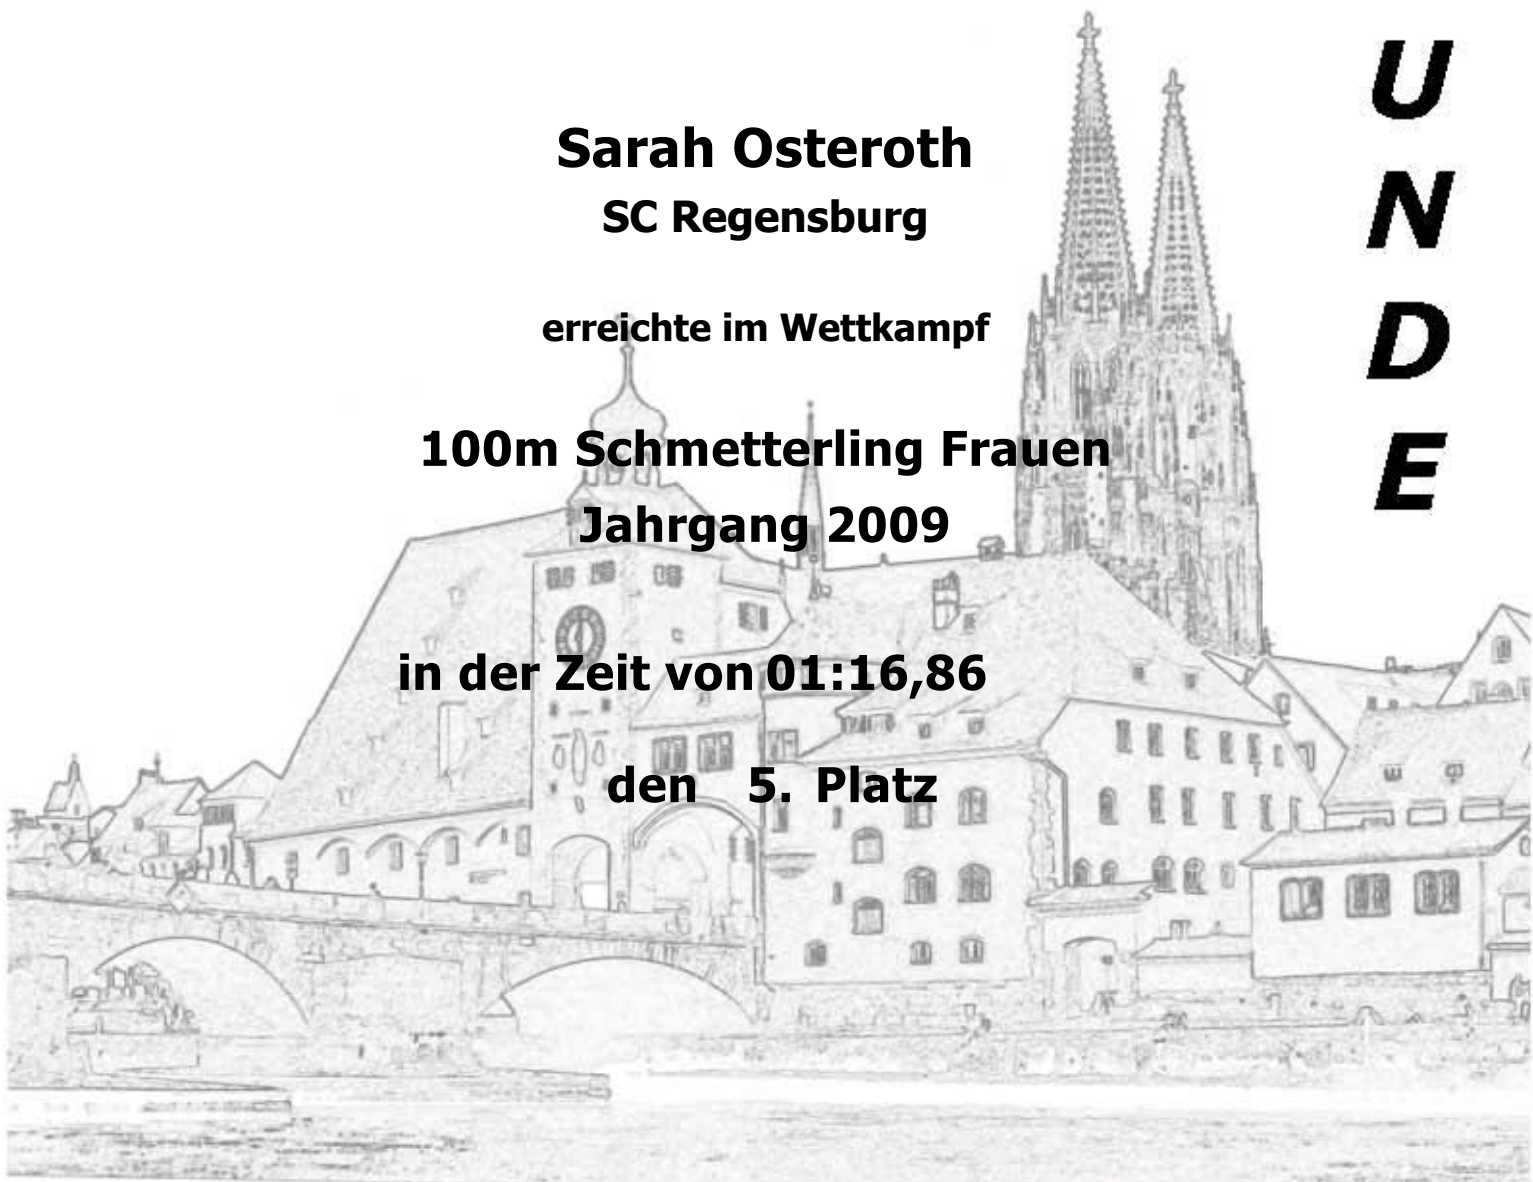 Sarah Osteroth
SC Regensburg
erreichte im Wettkampf
100m Schmetterling Frauen
Jahrgang 2009
in der Zeit von 01:16,86
den 5. Platz
U
N
D
E